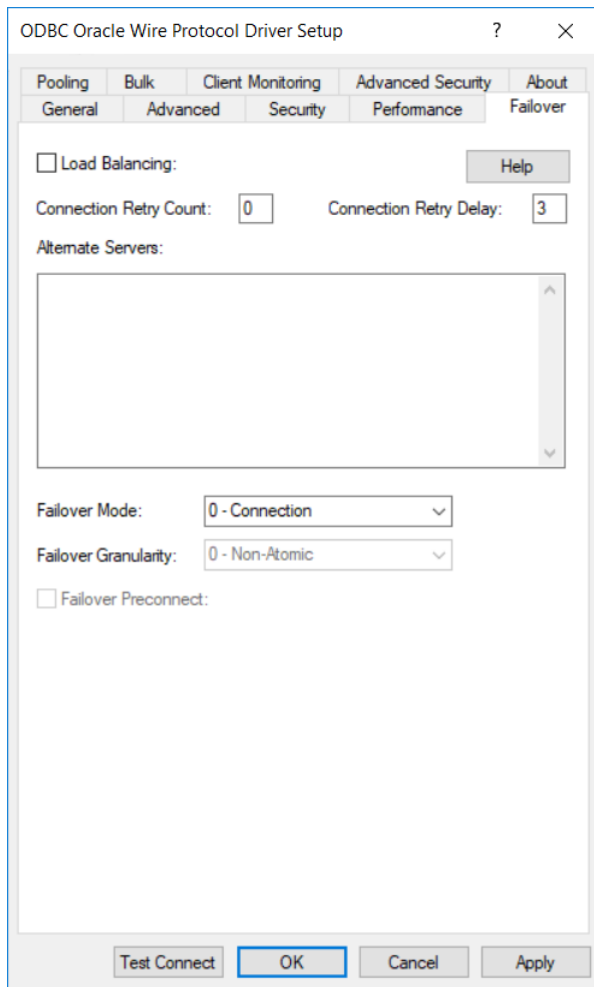 ODBC Oracle Wire Protocol Driver Setup ?
Pooling Bulk Client Monitoring Advanced Security About
General Advanced Security Performance Failover
Load Balancing: Help
Connection Retry Count: 0 Connection Retry Delay: 3
Alternate Servers:
Failover Mode: 0 - Connection
Failover Granularity: 0 - Non-Atomic
Failover Preconnect:
Test Connect OK Cancel Apply